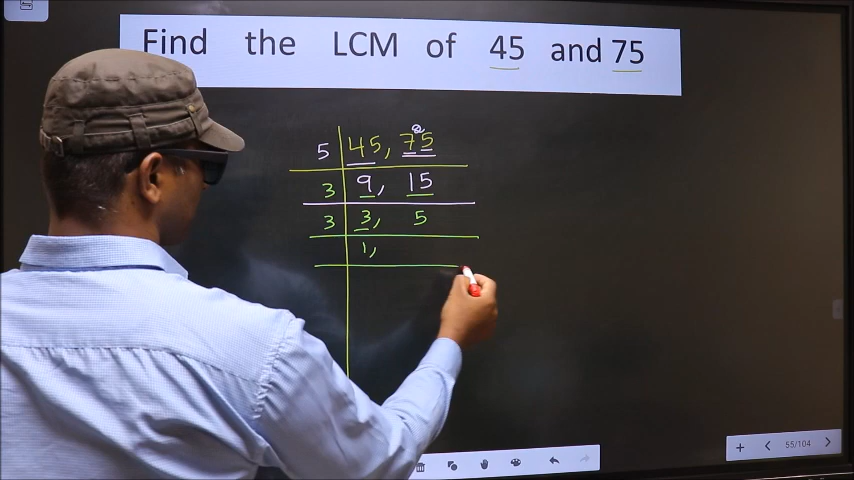 Find the LCM of 45 and 75
5 45, 75
3 9, 15
3 3, 5
1,
55/104